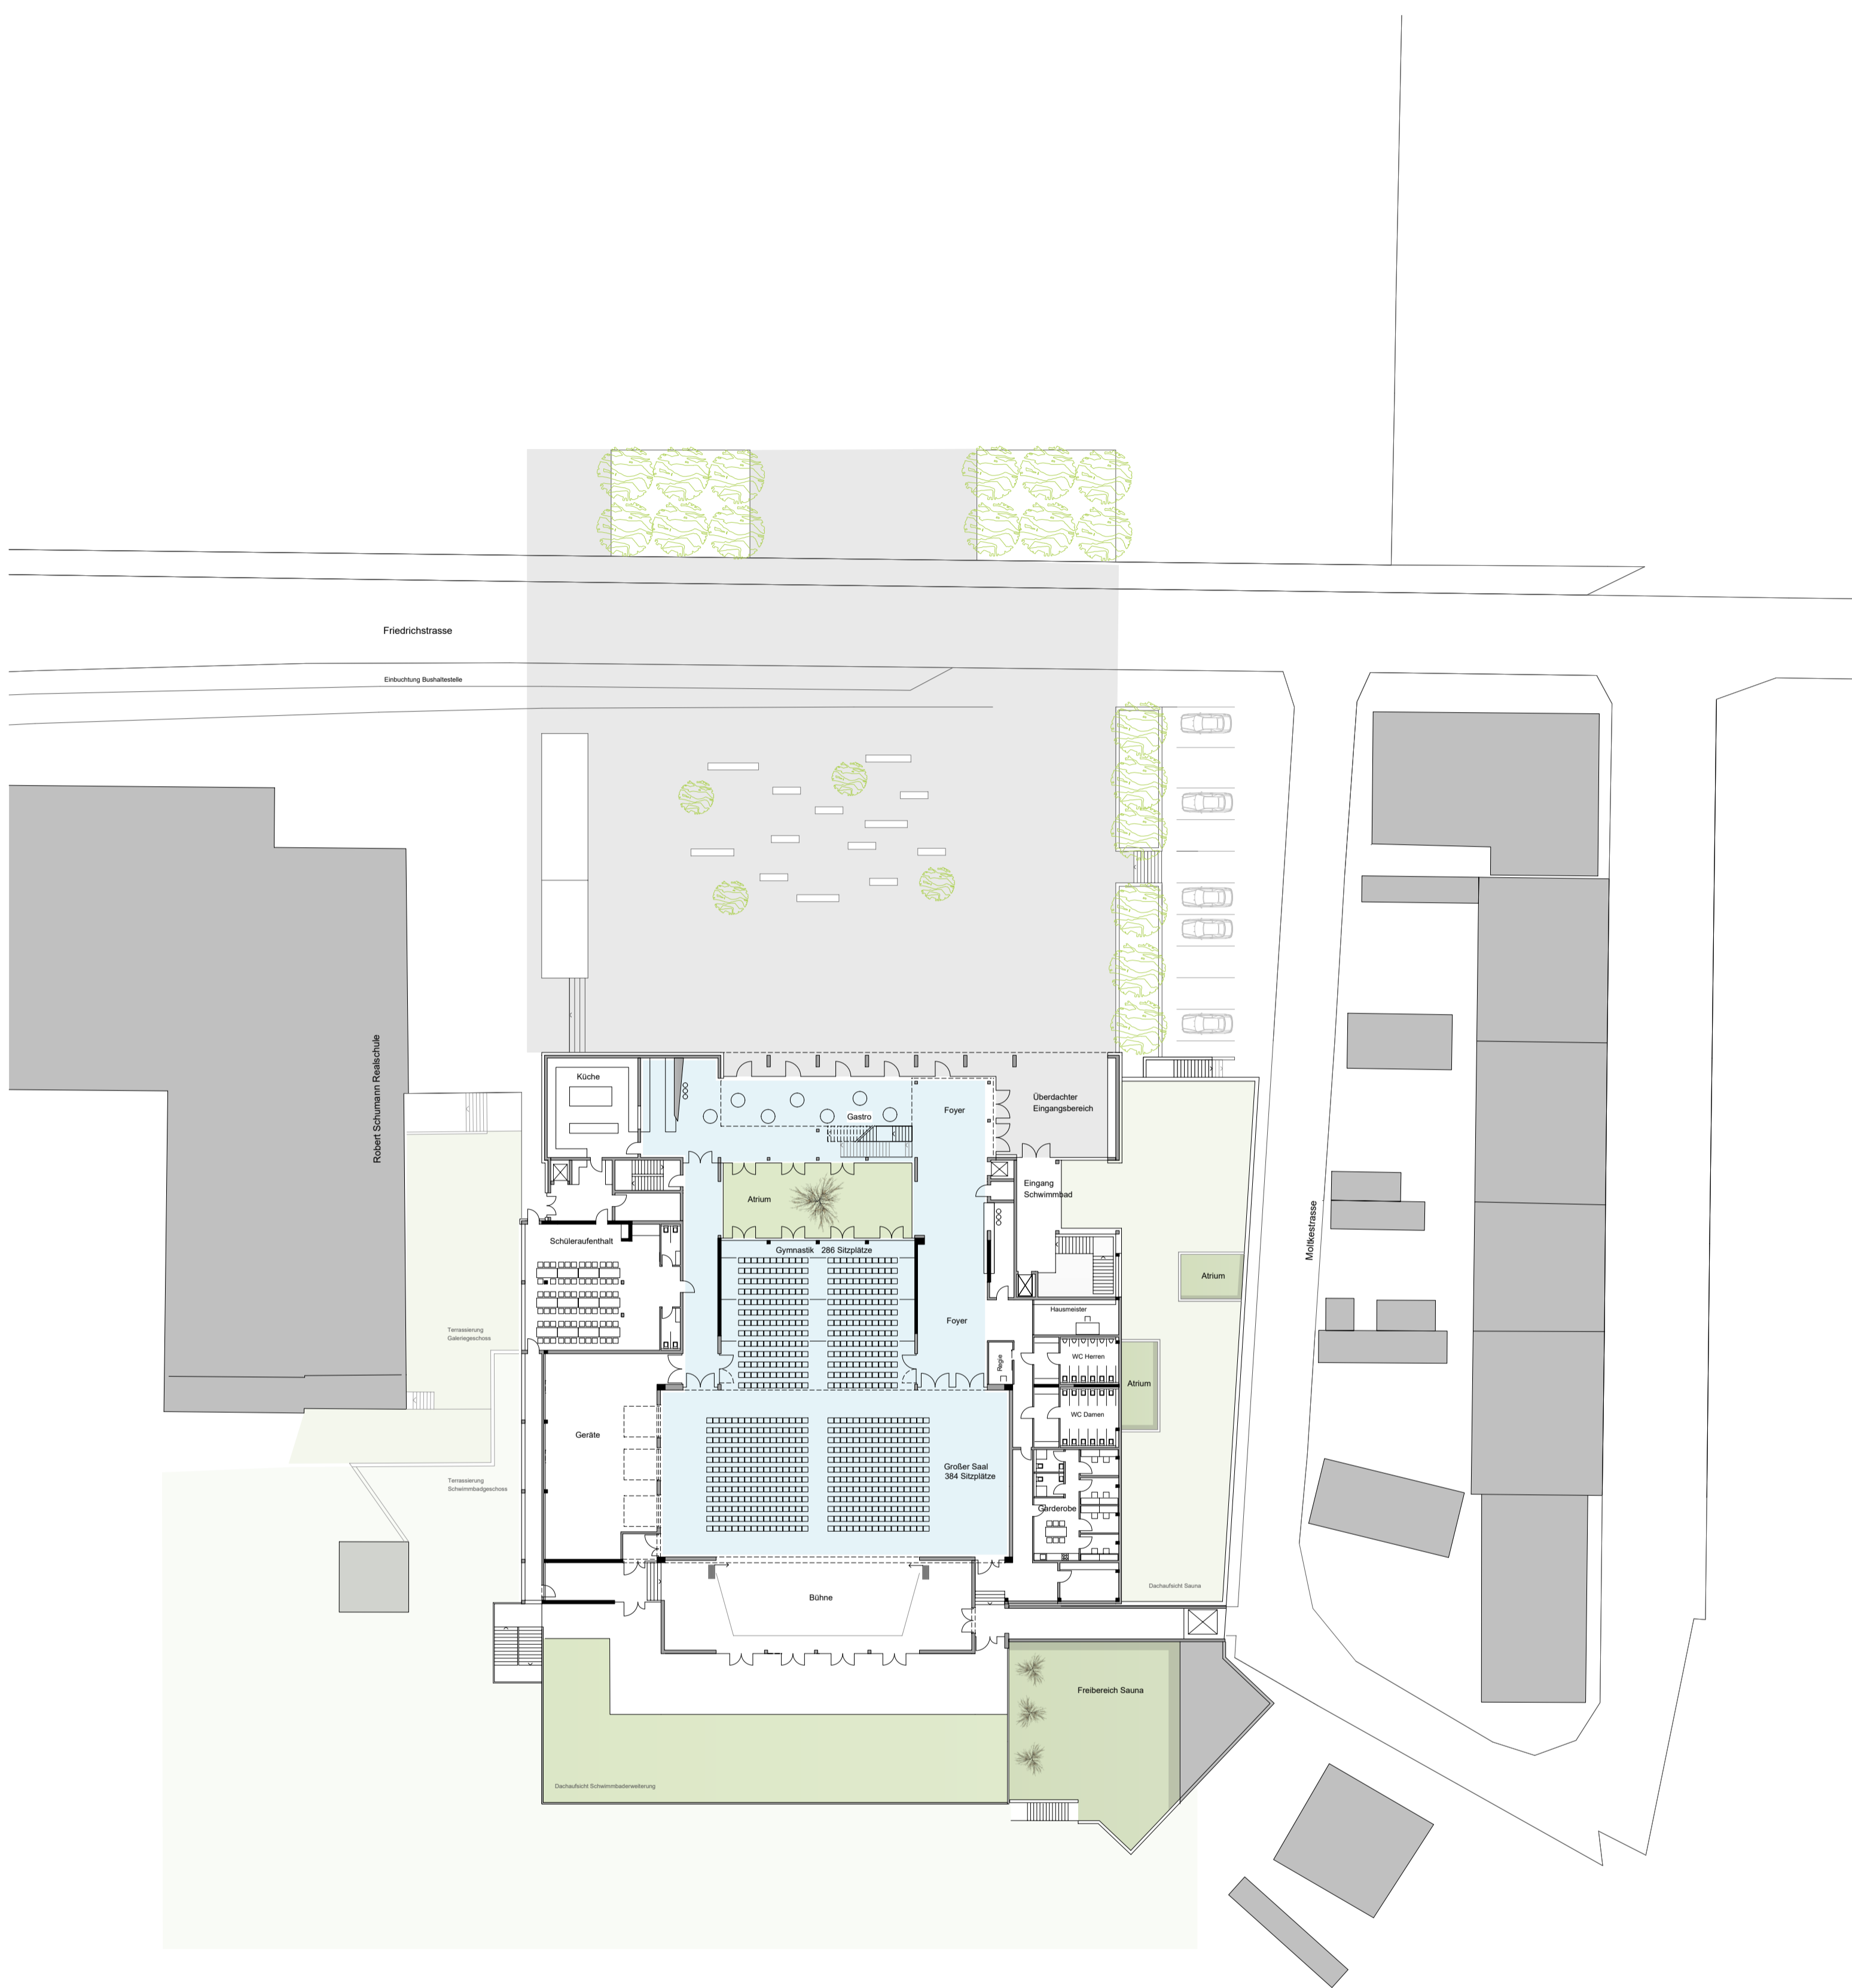 Friedrichstrasse
Einbuchtung Bushaltestelle
Robert Schumann Realschule
Küche
Gastro
Foyer
Überdachter
Eingangsbereich
Atrium
Eingang
Schwimmbad
Schüleraufenthalt
Gymnastik 286 Sitzplätze
Moltkestrasse
Atrium
Hausmeister
Foyer
Terrassierung
Galeriegeschoss
Regie
WC Herren
Atrium
WC Damen
Geräte
Großer Saal
384 Sitzplätze
Terrassierung
Schwimmbadgeschoss
Garderobe
Dachaufsicht Sauna
Bühne
Freibereich Sauna
Dachaufsicht Schwimmbaderweiterung